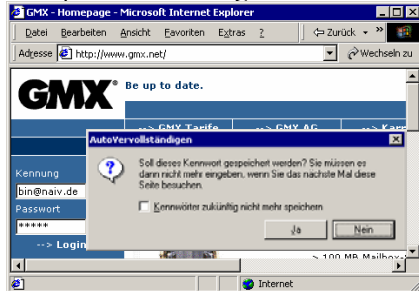 GMX - Homepage - Microsoft Internet Explorer
Datei Bearbeiten Ansicht Favoriten Extras ? Zurück
Adresse http://www.gmx.net/ Wechseln zu
GMX® Be up to date.
--> GMX Tarife --> GMX AG --> Karr
AutoVervollständigen
Soll dieses Kennwort gespeichert werden? Sie müssen es
dann nicht mehr eingeben, wenn Sie das nächste Mal diese
Seite besuchen.
Kennwörter zukünftig nicht mehr speichern
Ja Nein
Kennung
bin@naiv.de
Passwort
*****
--> Login
> 100 MB Mailbox-
Internet